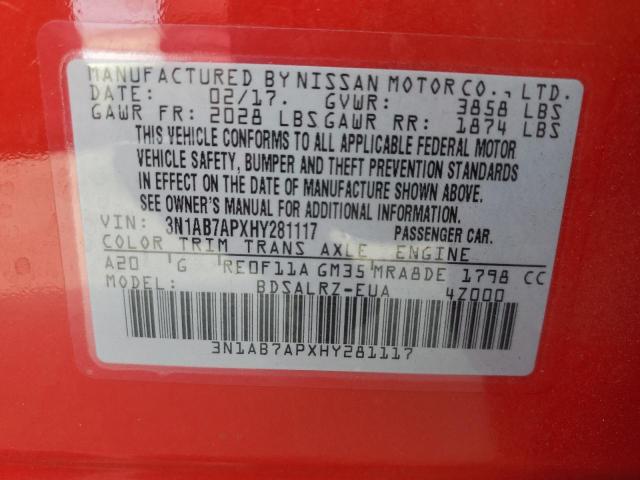 MANUFACTURED BY NISSAN MOTOR CO., LTD.
DATE: 02/17. GVWR: 3858 LBS
GAWR FR: 2028 LBS GAWR RR: 1874 LBS
THIS VEHICLE CONFORMS TO ALL APPLICABLE FEDERAL MOTOR
VEHICLE SAFETY, BUMPER AND THEFT PREVENTION STANDARDS
IN EFFECT ON THE DATE OF MANUFACTURE SHOWN ABOVE.
SEE OWNER'S MANUAL FOR ADDITIONAL INFORMATION.
VIN: 3N1AB7APXHY281117 PASSENGER CAR.
COLOR TRIM TRANS AXLE ENGINE
A20 G RE0F11A GM35 MRA8DE 1798 CC
MODEL: BDSALRZ-EUA 4Z000
3N1AB7APXHY281117